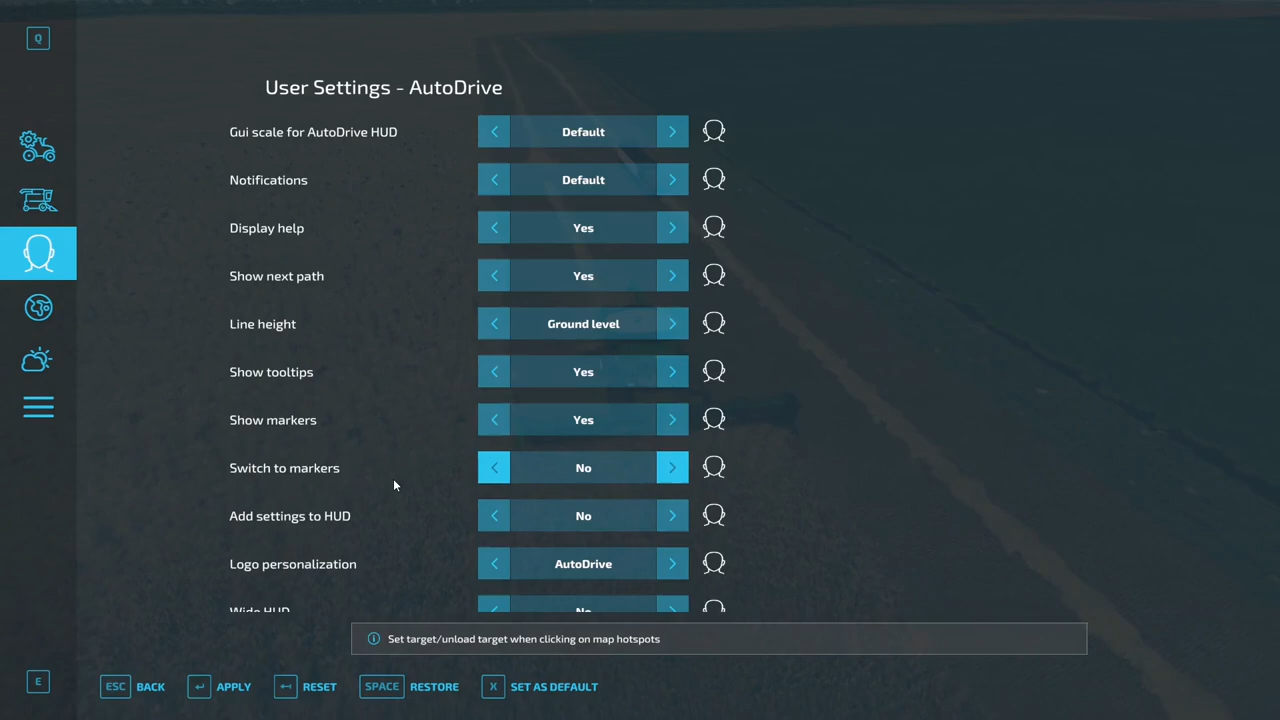 Q
User Settings - AutoDrive
Gui scale for AutoDrive HUD Default
Notifications Default
Display help Yes
Show next path Yes
Line height Ground level
Show tooltips Yes
Show markers Yes
Switch to markers No
Add settings to HUD No
Logo personalization AutoDrive
Wide HUD No
Set target/unload target when clicking on map hotspots
E
ESC BACK APPLY RESET SPACE RESTORE X SET AS DEFAULT